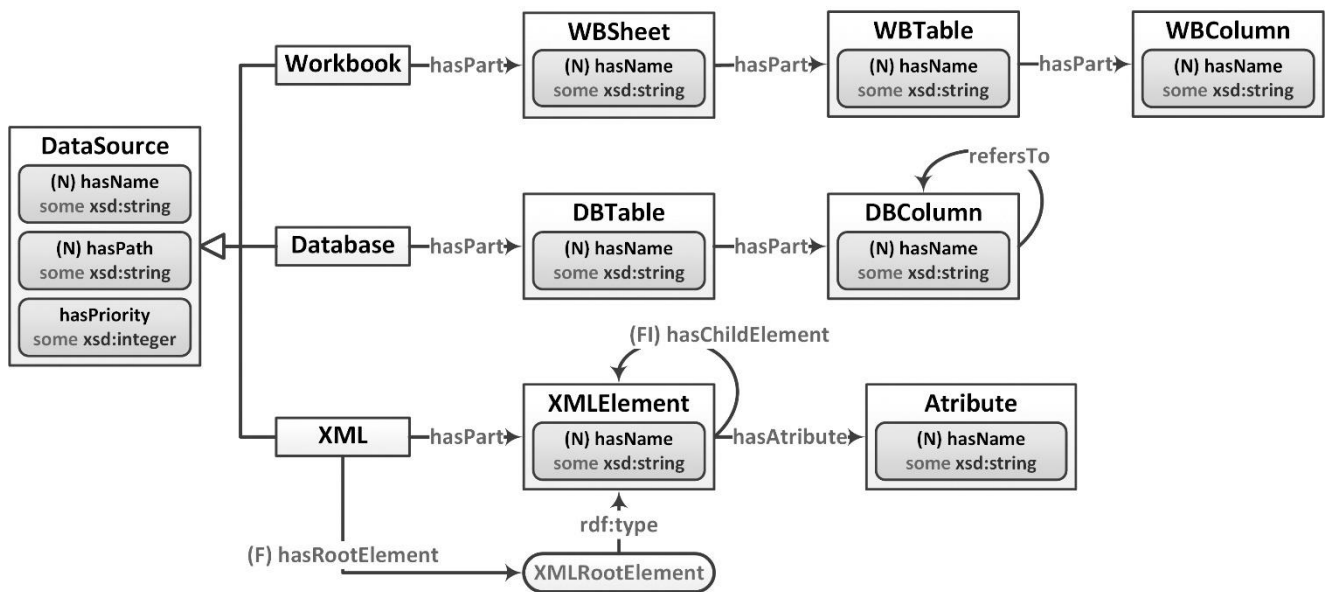 DataSource
(N) hasName
some xsd:string
(N) hasPath
some xsd:string
hasPriority
some xsd:integer
Workbook
hasPart
WBSheet
(N) hasName
some xsd:string
hasPart
WBTable
(N) hasName
some xsd:string
hasPart
WBColumn
(N) hasName
some xsd:string
Database
hasPart
DBTable
(N) hasName
some xsd:string
hasPart
DBColumn
(N) hasName
some xsd:string
refersTo
XML
hasPart
XMLElement
(N) hasName
some xsd:string
(FI) hasChildElement
hasAtribute
Atribute
(N) hasName
some xsd:string
(F) hasRootElement
XMLRootElement
rdf:type